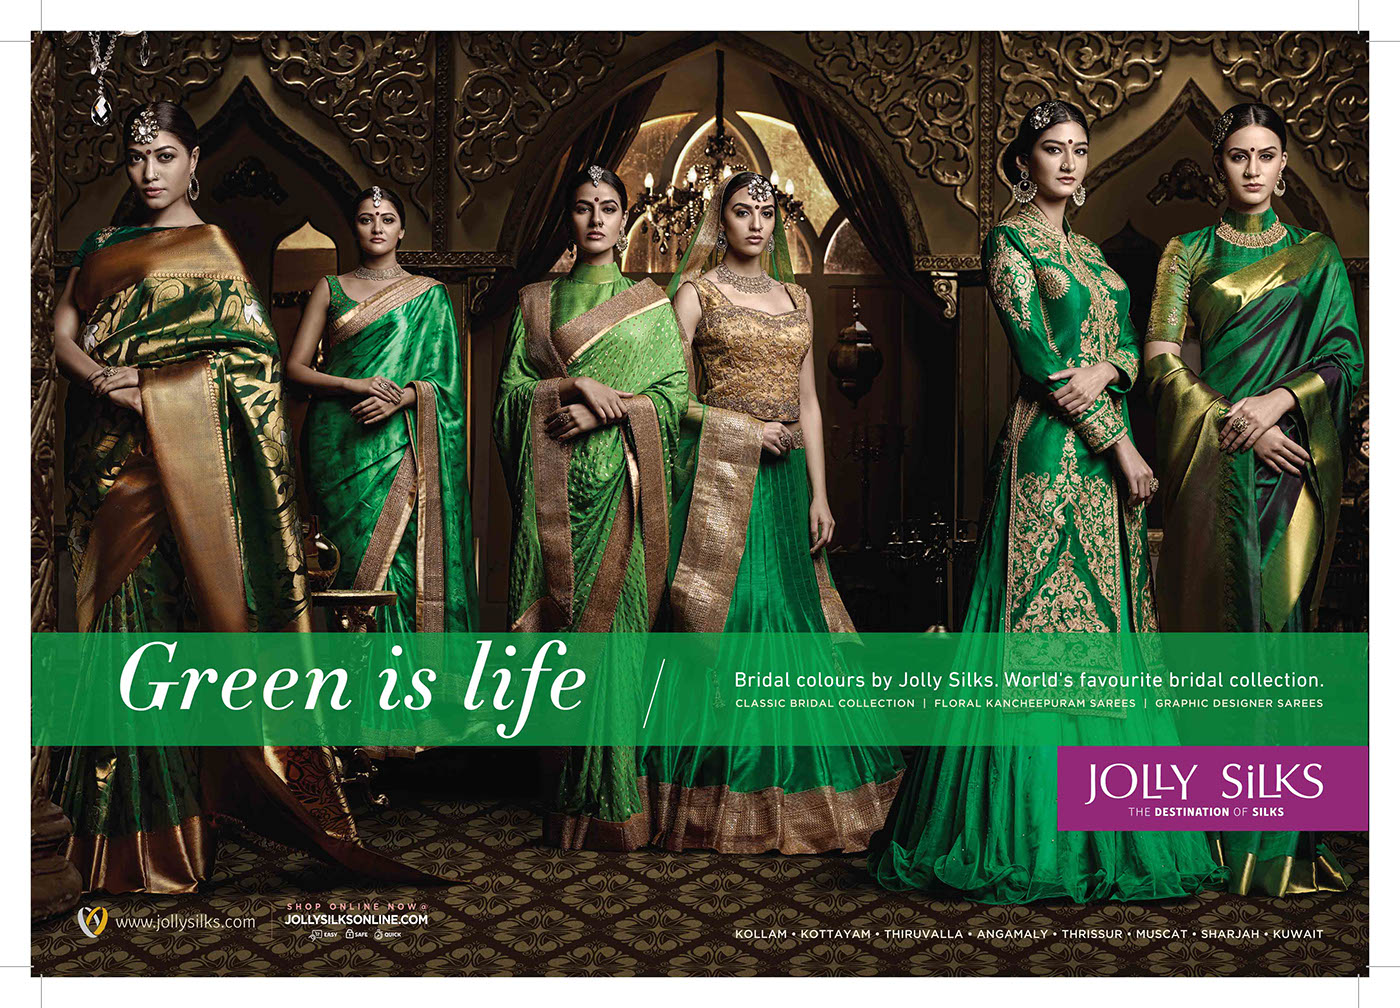 Green is life
Bridal colours by Jolly Silks. World's favourite bridal collection.
CLASSIC BRIDAL COLLECTION | FLORAL KANCHEEPURAM SAREES | GRAPHIC DESIGNER SAREES
JOLLY SiLKS
THE DESTINATION OF SILKS
www.jollysilks.com
SHOP ONLINE NOW @
JOLLYSILKSONLINE.COM
EASY SAFE QUICK
KOLLAM • KOTTAYAM • THIRUVALLA • ANGAMALY • THRISSUR • MUSCAT • SHARJAH • KUWAIT